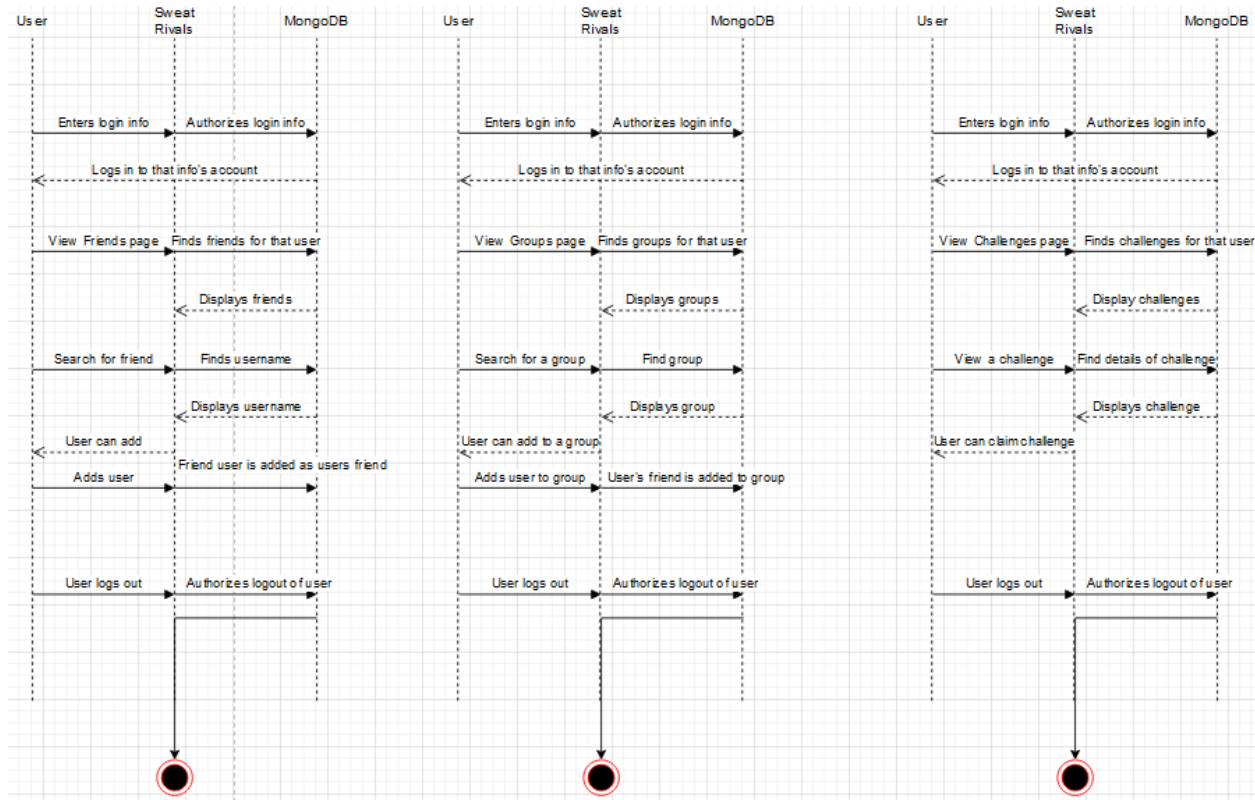 User
Sweat
Rivals
MongoDB
Enters login info
Authorizes login info
Logs in to that info's account
View Friends page
Finds friends for that user
Displays friends
Search for friend
Finds username
Displays username
User can add
Friend user is added as users friend
Adds user
User logs out
Authorizes logout of user
User
Sweat
Rivals
MongoDB
Enters login info
Authorizes login info
Logs in to that info's account
View Groups page
Finds groups for that user
Displays groups
Search for a group
Find group
Displays group
User can add to a group
Adds user to group
User's friend is added to group
User logs out
Authorizes logout of user
User
Sweat
Rivals
MongoDB
Enters login info
Authorizes login info
Logs in to that info's account
View Challenges page
Finds challenges for that user
Display challenges
View a challenge
Find details of challenge
Displays challenge
User can claim challenge
User logs out
Authorizes logout of user